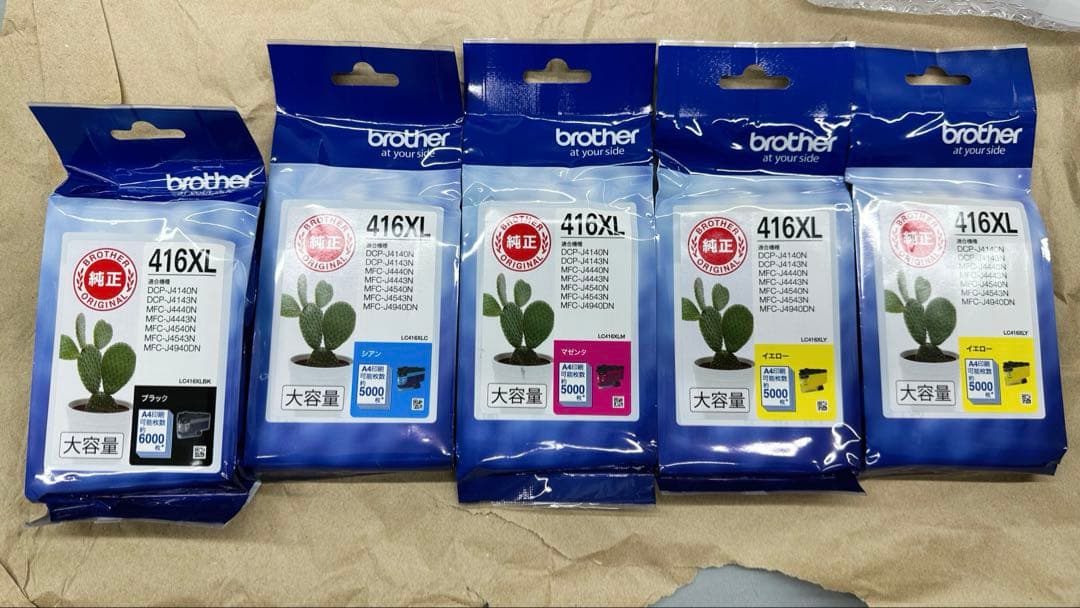 brother
BROTHER
純正
ORIGINAL
416XL
適合機種
DCP-J4140N
DCP-J4143N
MFC-J4440N
MFC-J4443N
MFC-J4540N
MFC-J4543N
MFC-J4940DN
LC416XLBK
ブラック
A4印刷
可能枚数
約
6000
枚*
大容量
brother
at your side
BROTHER
純正
ORIGINAL
416XL
適合機種
DCP-J4140N
DCP-J4143N
MFC-J4440N
MFC-J4443N
MFC-J4540N
MFC-J4543N
MFC-J4940DN
LC416XLC
シアン
A4印刷
可能枚数
約
5000
枚*
大容量
brother
at your side
BROTHER
純正
ORIGINAL
416XL
適合機種
DCP-J4140N
DCP-J4143N
MFC-J4440N
MFC-J4443N
MFC-J4540N
MFC-J4543N
MFC-J4940DN
LC416XLM
マゼンタ
A4印刷
可能枚数
約
5000
枚*
大容量
brother
at your side
BROTHER
純正
ORIGINAL
416XL
適合機種
DCP-J4140N
DCP-J4143N
MFC-J4440N
MFC-J4443N
MFC-J4540N
MFC-J4543N
MFC-J4940DN
LC416XLY
イエロー
A4印刷
可能枚数
約
5000
枚*
大容量
brother
at your side
BROTHER
純正
ORIGINAL
416XL
適合機種
DCP-J4140N
DCP-J4143N
MFC-J4440N
MFC-J4443N
MFC-J4540N
MFC-J4543N
MFC-J4940DN
LC416XLY
イエロー
A4印刷
可能枚数
約
5000
枚*
大容量